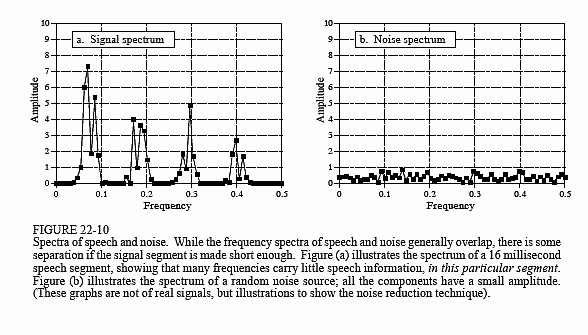 a. Signal spectrum
10
9
8
7
6
5
4
3
2
1
0
Amplitude
0 0.1 0.2 0.3 0.4 0.5
Frequency
b. Noise spectrum
10
9
8
7
6
5
4
3
2
1
0
Amplitude
0 0.1 0.2 0.3 0.4 0.5
Frequency
FIGURE 22-10
Spectra of speech and noise. While the frequency spectra of speech and noise generally overlap, there is some
separation if the signal segment is made short enough. Figure (a) illustrates the spectrum of a 16 millisecond
speech segment, showing that many frequencies carry little speech information, in this particular segment.
Figure (b) illustrates the spectrum of a random noise source; all the components have a small amplitude.
(These graphs are not of real signals, but illustrations to show the noise reduction technique).